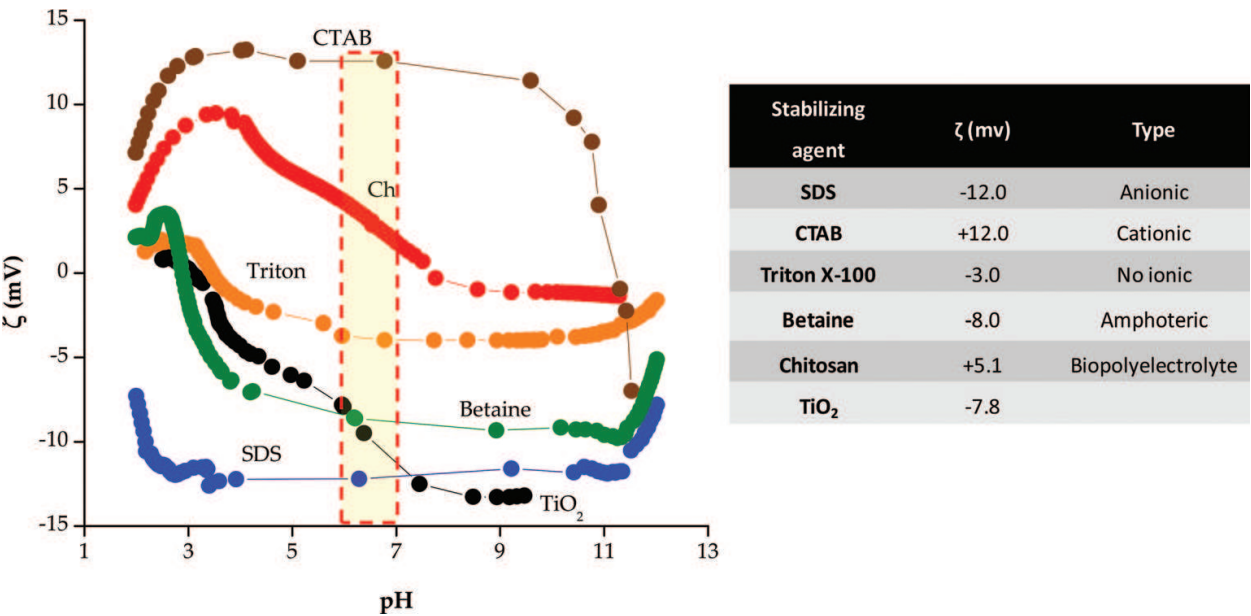 15
10
5
0
-5
-10
-15
ζ (mV)
CTAB
Ch
Triton
Betaine
SDS
TiO₂
1 3 5 7 9 11 13
pH
Stabilizing agent ζ (mv) Type
SDS -12.0 Anionic
CTAB +12.0 Cationic
Triton X-100 -3.0 No ionic
Betaine -8.0 Amphoteric
Chitosan +5.1 Biopolyelectrolyte
TiO₂ -7.8